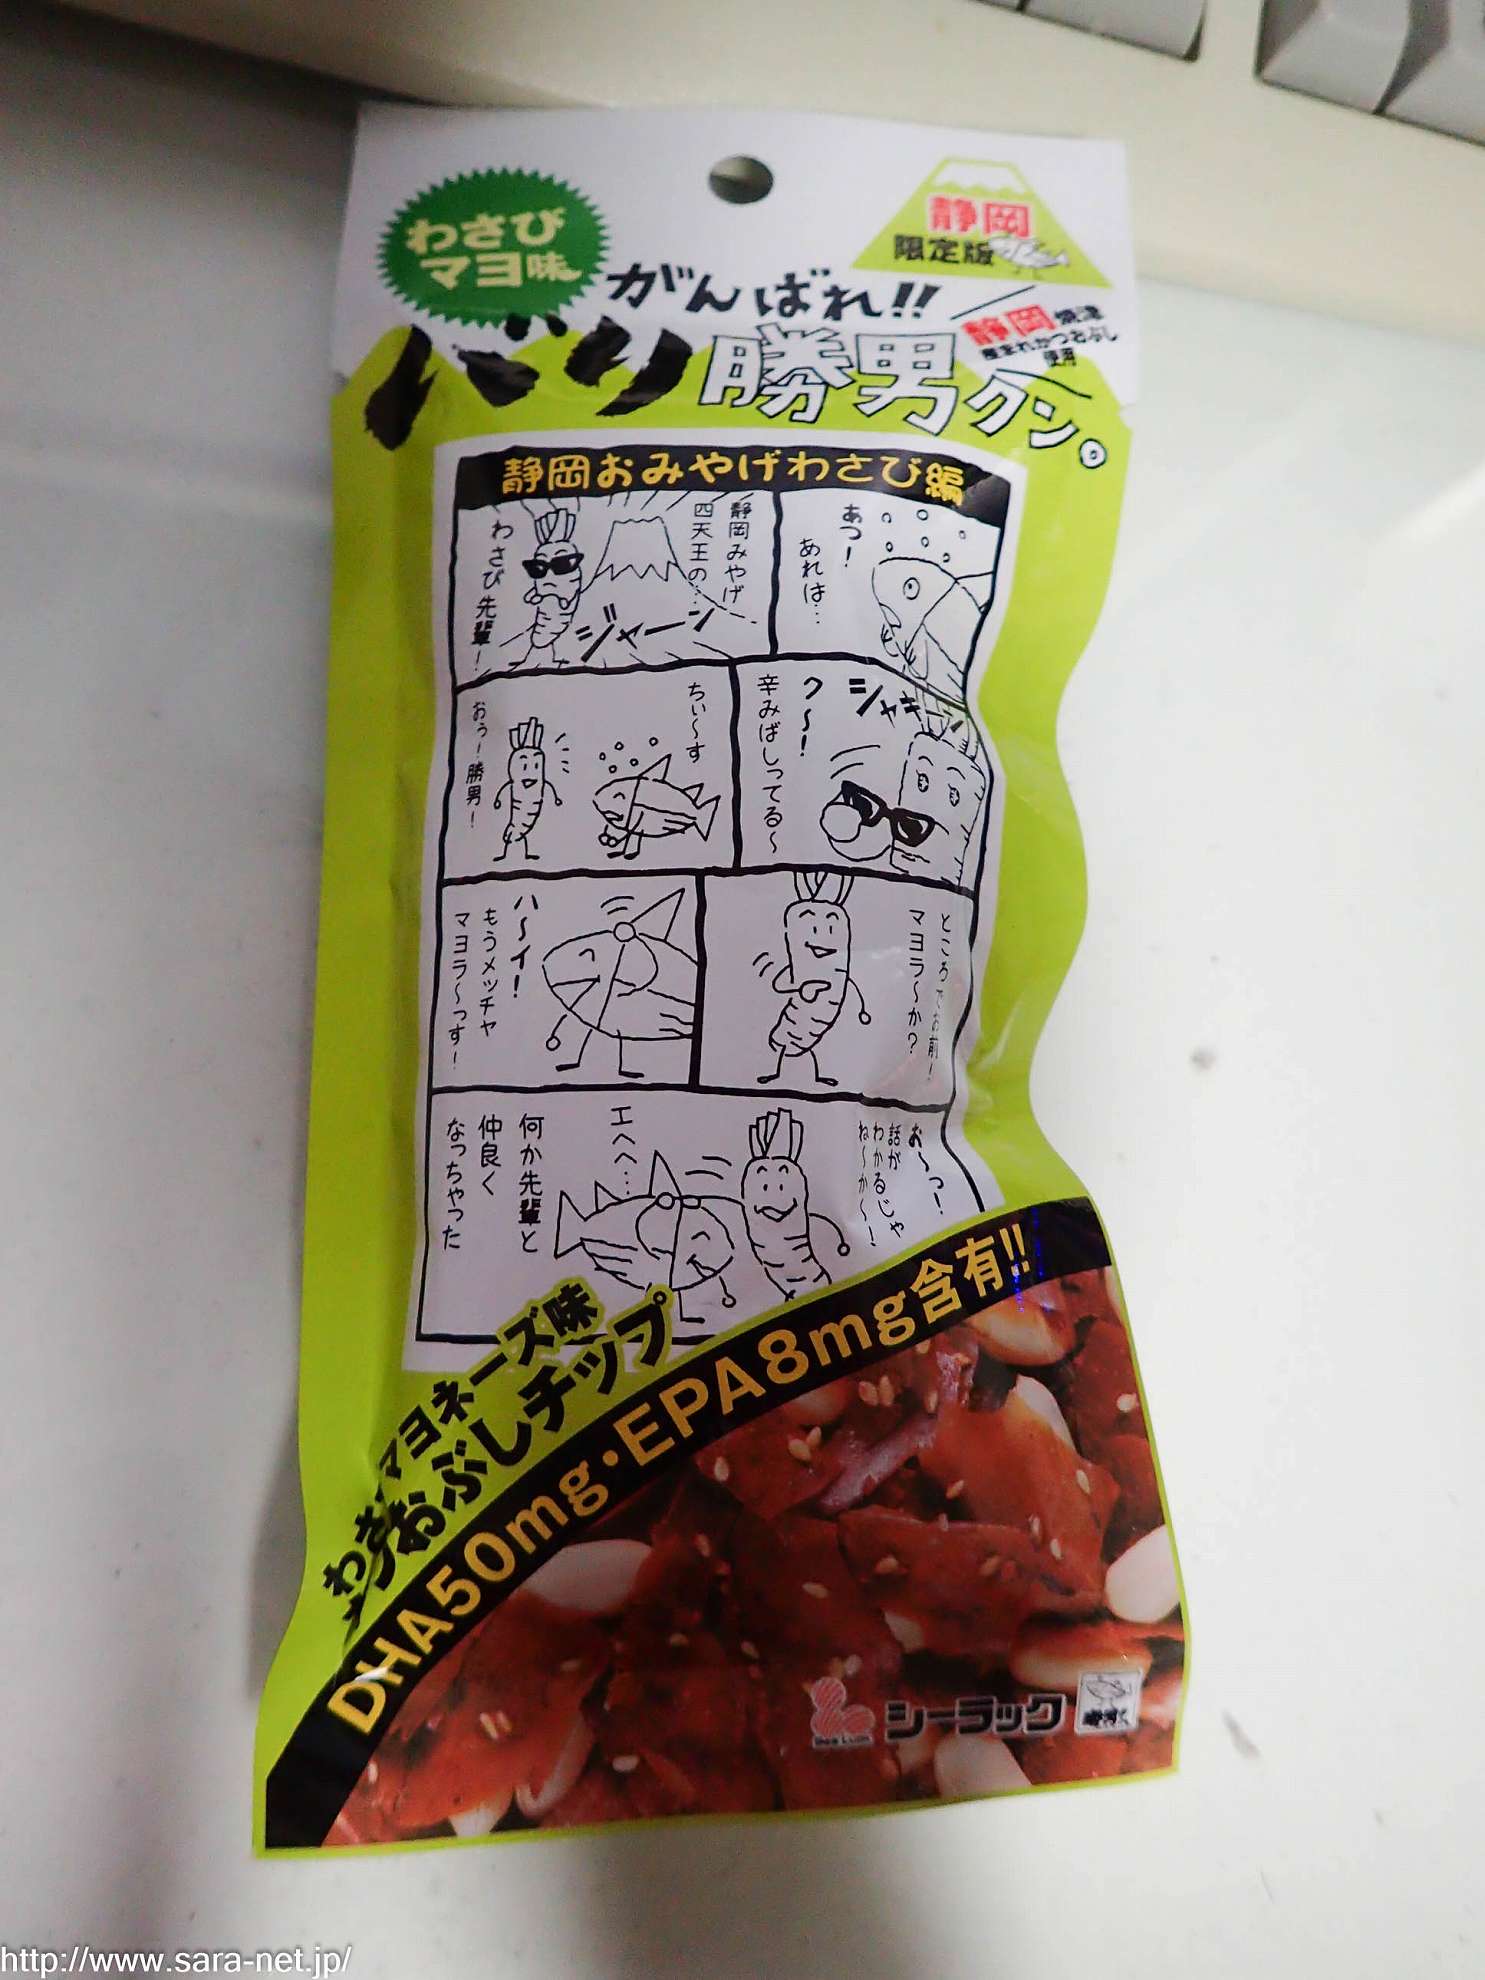 わさび
マヨ味
静岡
限定版
がんばれ!!
バリ勝男クン。
静岡焼津
産まれかつおぶし
使用
静岡おみやげわさび編
あっ!
あれは…
静岡みやげ
四天王の…
わさび先輩!
ジャーン
シャキーン
ク〜!
辛みばしってる〜
ちぃ〜す
おぅ!勝男!
ところでお前!
マヨラ〜か?
ハ〜イ!
もうメッチャ
マヨラ〜っす!
お〜っ!
話が
わかるじゃ
ね〜か〜!
エヘヘ…
何か先輩と
仲良く
なっちゃった
わさびマヨネーズ味
おぶしチップ
DHA50mg・EPA8mg含有!!
シーラック
Sea Luck
http://www.sara-net.jp/